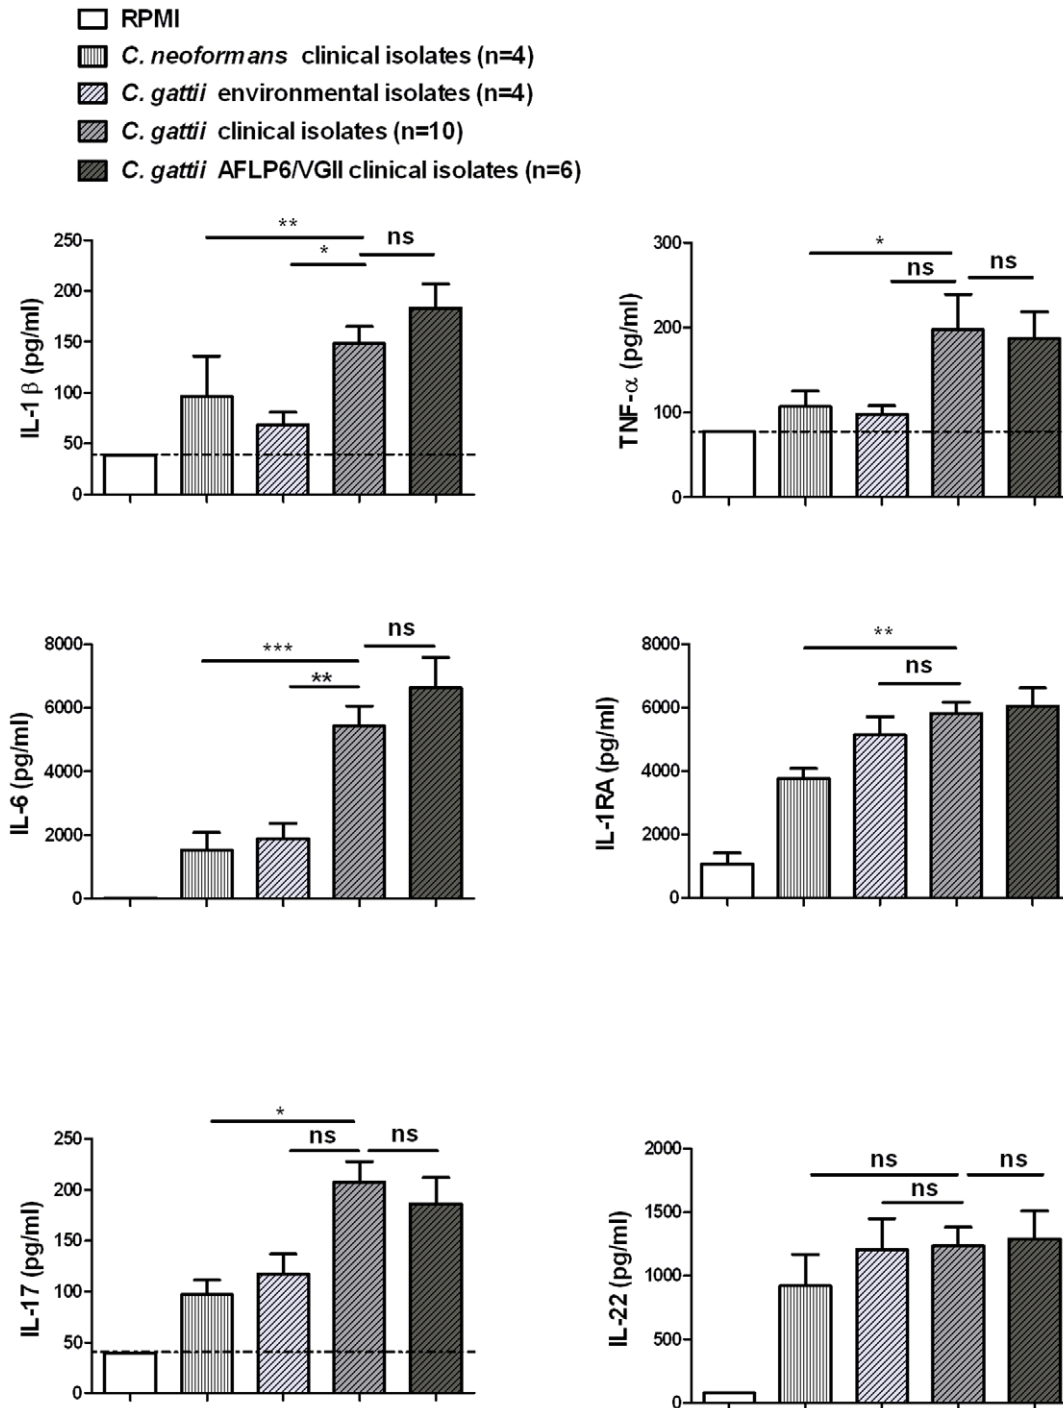 RPMI
C. neoformans clinical isolates (n=4)
C. gattii environmental isolates (n=4)
C. gattii clinical isolates (n=10)
C. gattii AFLP6/VGII clinical isolates (n=6)
IL-1 β (pg/ml)
250
200
150
100
50
0
**
*
ns
TNF-α (pg/ml)
300
200
100
0
*
ns
ns
IL-6 (pg/ml)
8000
6000
4000
2000
0
***
**
ns
IL-1RA (pg/ml)
8000
6000
4000
2000
0
**
ns
IL-17 (pg/ml)
250
200
150
100
50
0
*
ns
ns
IL-22 (pg/ml)
2000
1500
1000
500
0
ns
ns
ns